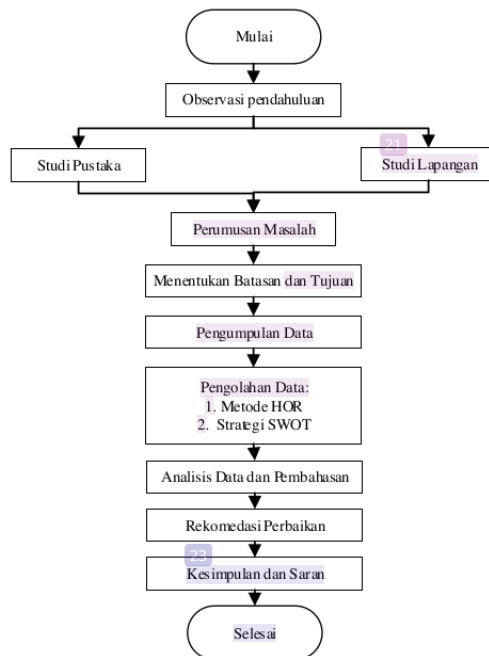 Mulai
Observasi pendahuluan
Studi Pustaka
21
Studi Lapangan
Perumusan Masalah
Menentukan Batasan dan Tujuan
Pengumpulan Data
Pengolahan Data:
1. Metode HOR
2. Strategi SWOT
Analisis Data dan Pembahasan
Rekomedasi Perbaikan
23
Kesimpulan dan Saran
Selesai